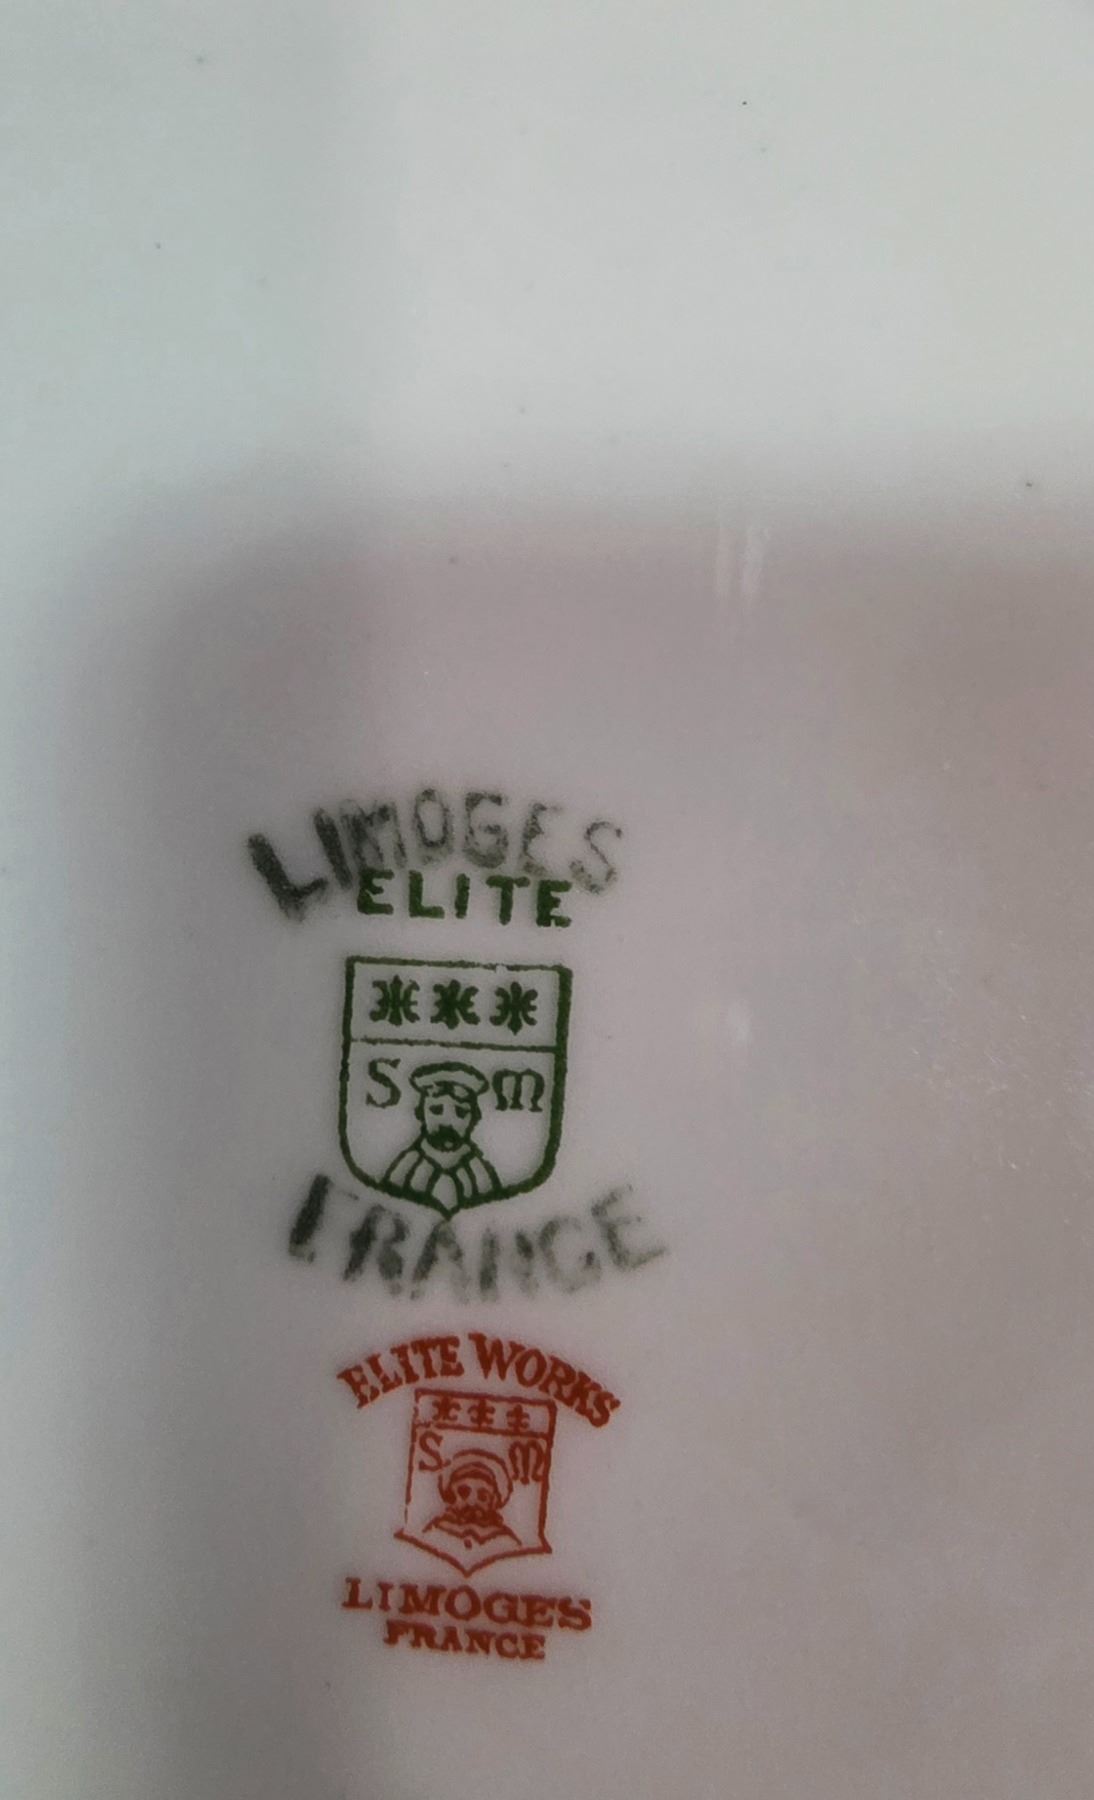 LIMOGES
ELITE
S M
FRANCE
ELITE WORKS
S M
LIMOGES
FRANCE